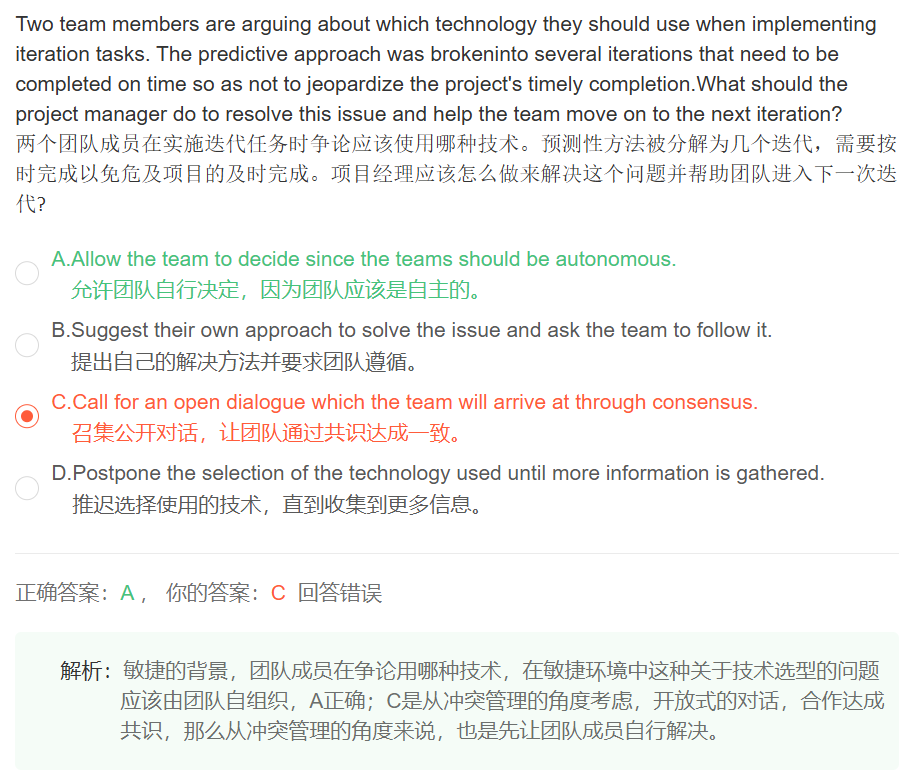 Two team members are arguing about which technology they should use when implementing
iteration tasks. The predictive approach was brokeninto several iterations that need to be
completed on time so as not to jeopardize the project's timely completion.What should the
project manager do to resolve this issue and help the team move on to the next iteration?
两个团队成员在实施迭代任务时争论应该使用哪种技术。预测性方法被分解为几个迭代，需要按
时完成以免危及项目的及时完成。项目经理应该怎么做来解决这个问题并帮助团队进入下一次迭
代?
A.Allow the team to decide since the teams should be autonomous.
允许团队自行决定，因为团队应该是自主的。
B.Suggest their own approach to solve the issue and ask the team to follow it.
提出自己的解决方法并要求团队遵循。
C.Call for an open dialogue which the team will arrive at through consensus.
召集公开对话，让团队通过共识达成一致。
D.Postpone the selection of the technology used until more information is gathered.
推迟选择使用的技术，直到收集到更多信息。
正确答案：A， 你的答案：C 回答错误
解析：敏捷的背景，团队成员在争论用哪种技术，在敏捷环境中这种关于技术选型的问题
应该由团队自组织，A正确；C是从冲突管理的角度考虑，开放式的对话，合作达成
共识，那么从冲突管理的角度来说，也是先让团队成员自行解决。